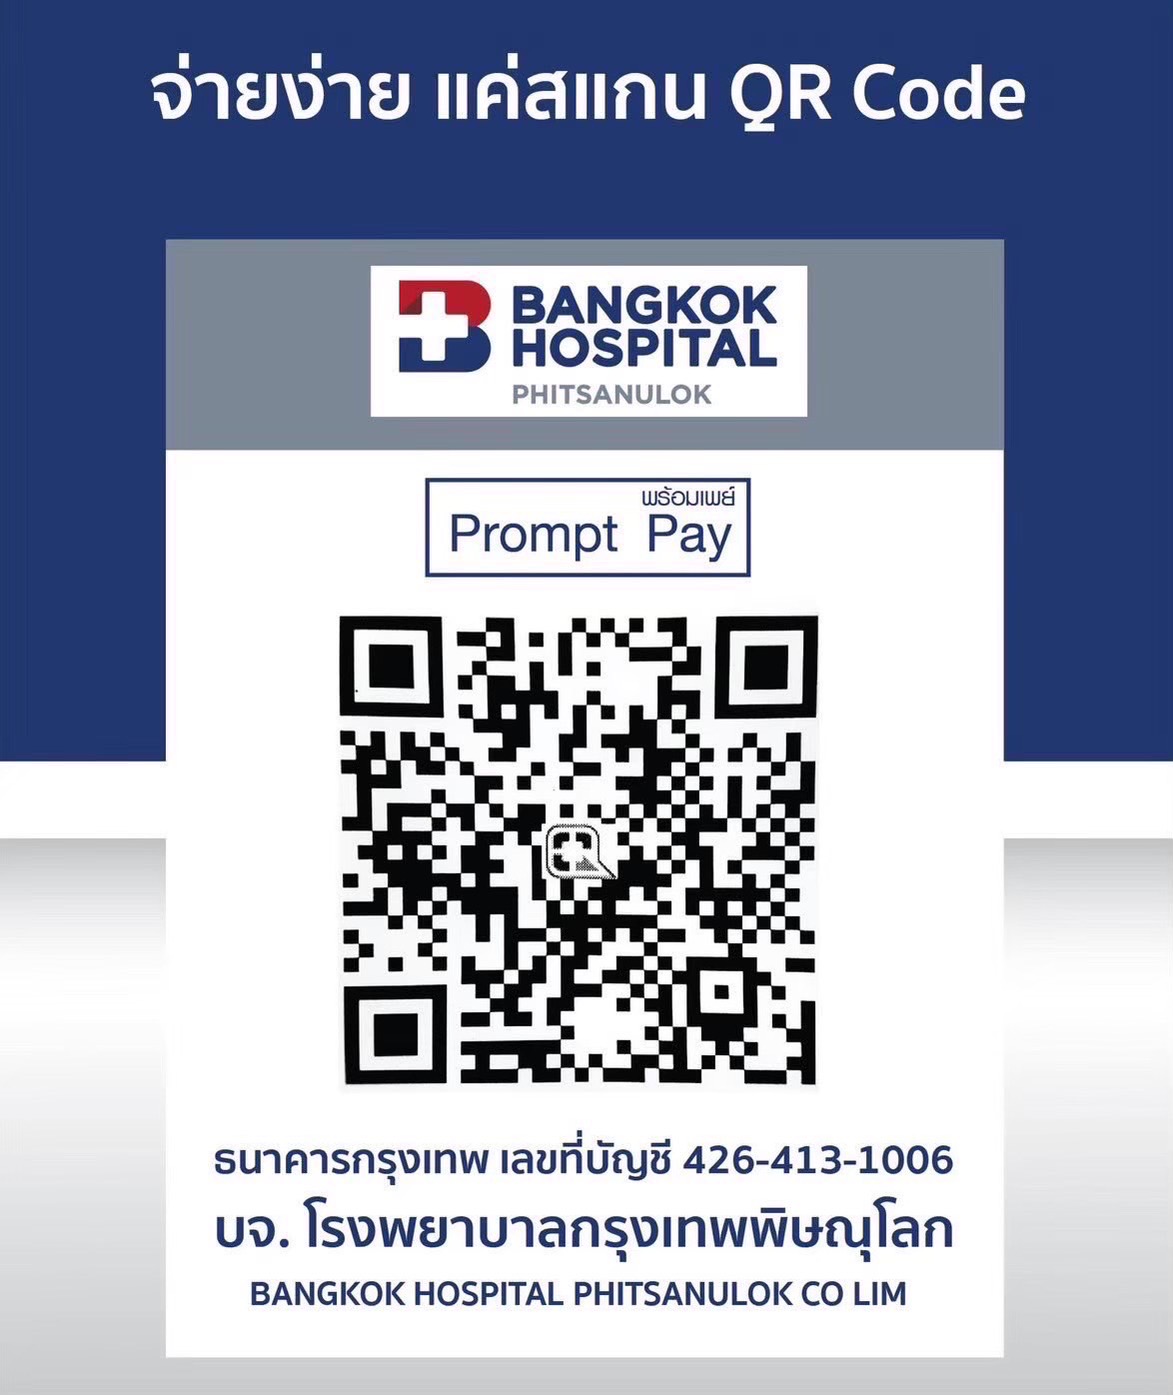 จ่ายง่าย แค่สแกน QR Code
BANGKOK
HOSPITAL
PHITSANULOK
พร้อมเพย์
Prompt Pay
ธนาคารกรุงเทพ เลขที่บัญชี 426-413-1006
บจ. โรงพยาบาลกรุงเทพพิษณุโลก
BANGKOK HOSPITAL PHITSANULOK CO LIM